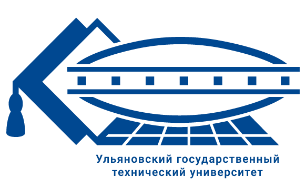 Ульяновский государственный
технический университет